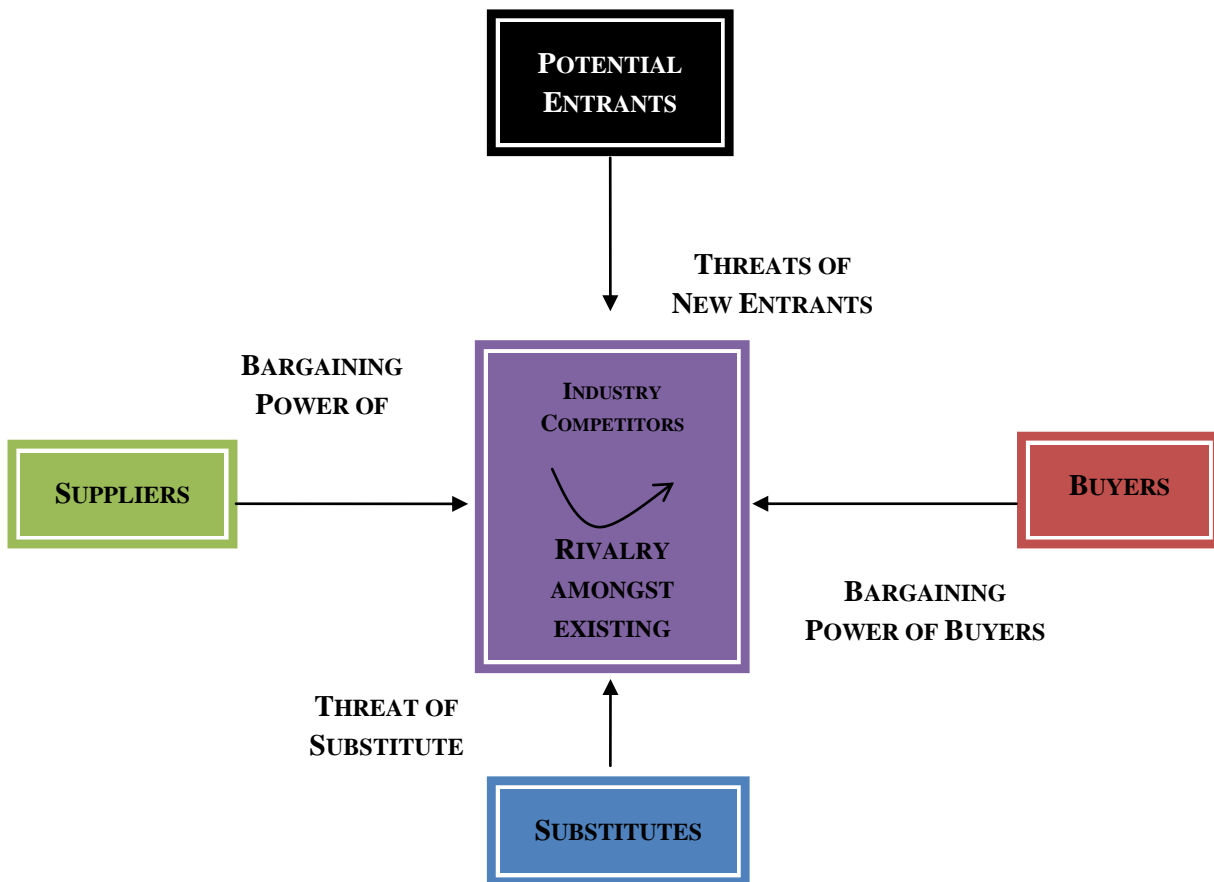 POTENTIAL
ENTRANTS
THREATS OF
NEW ENTRANTS
BARGAINING
POWER OF
INDUSTRY
COMPETITORS
SUPPLIERS
BUYERS
RIVALRY
AMONGST
EXISTING
BARGAINING
POWER OF BUYERS
THREAT OF
SUBSTITUTE
SUBSTITUTES